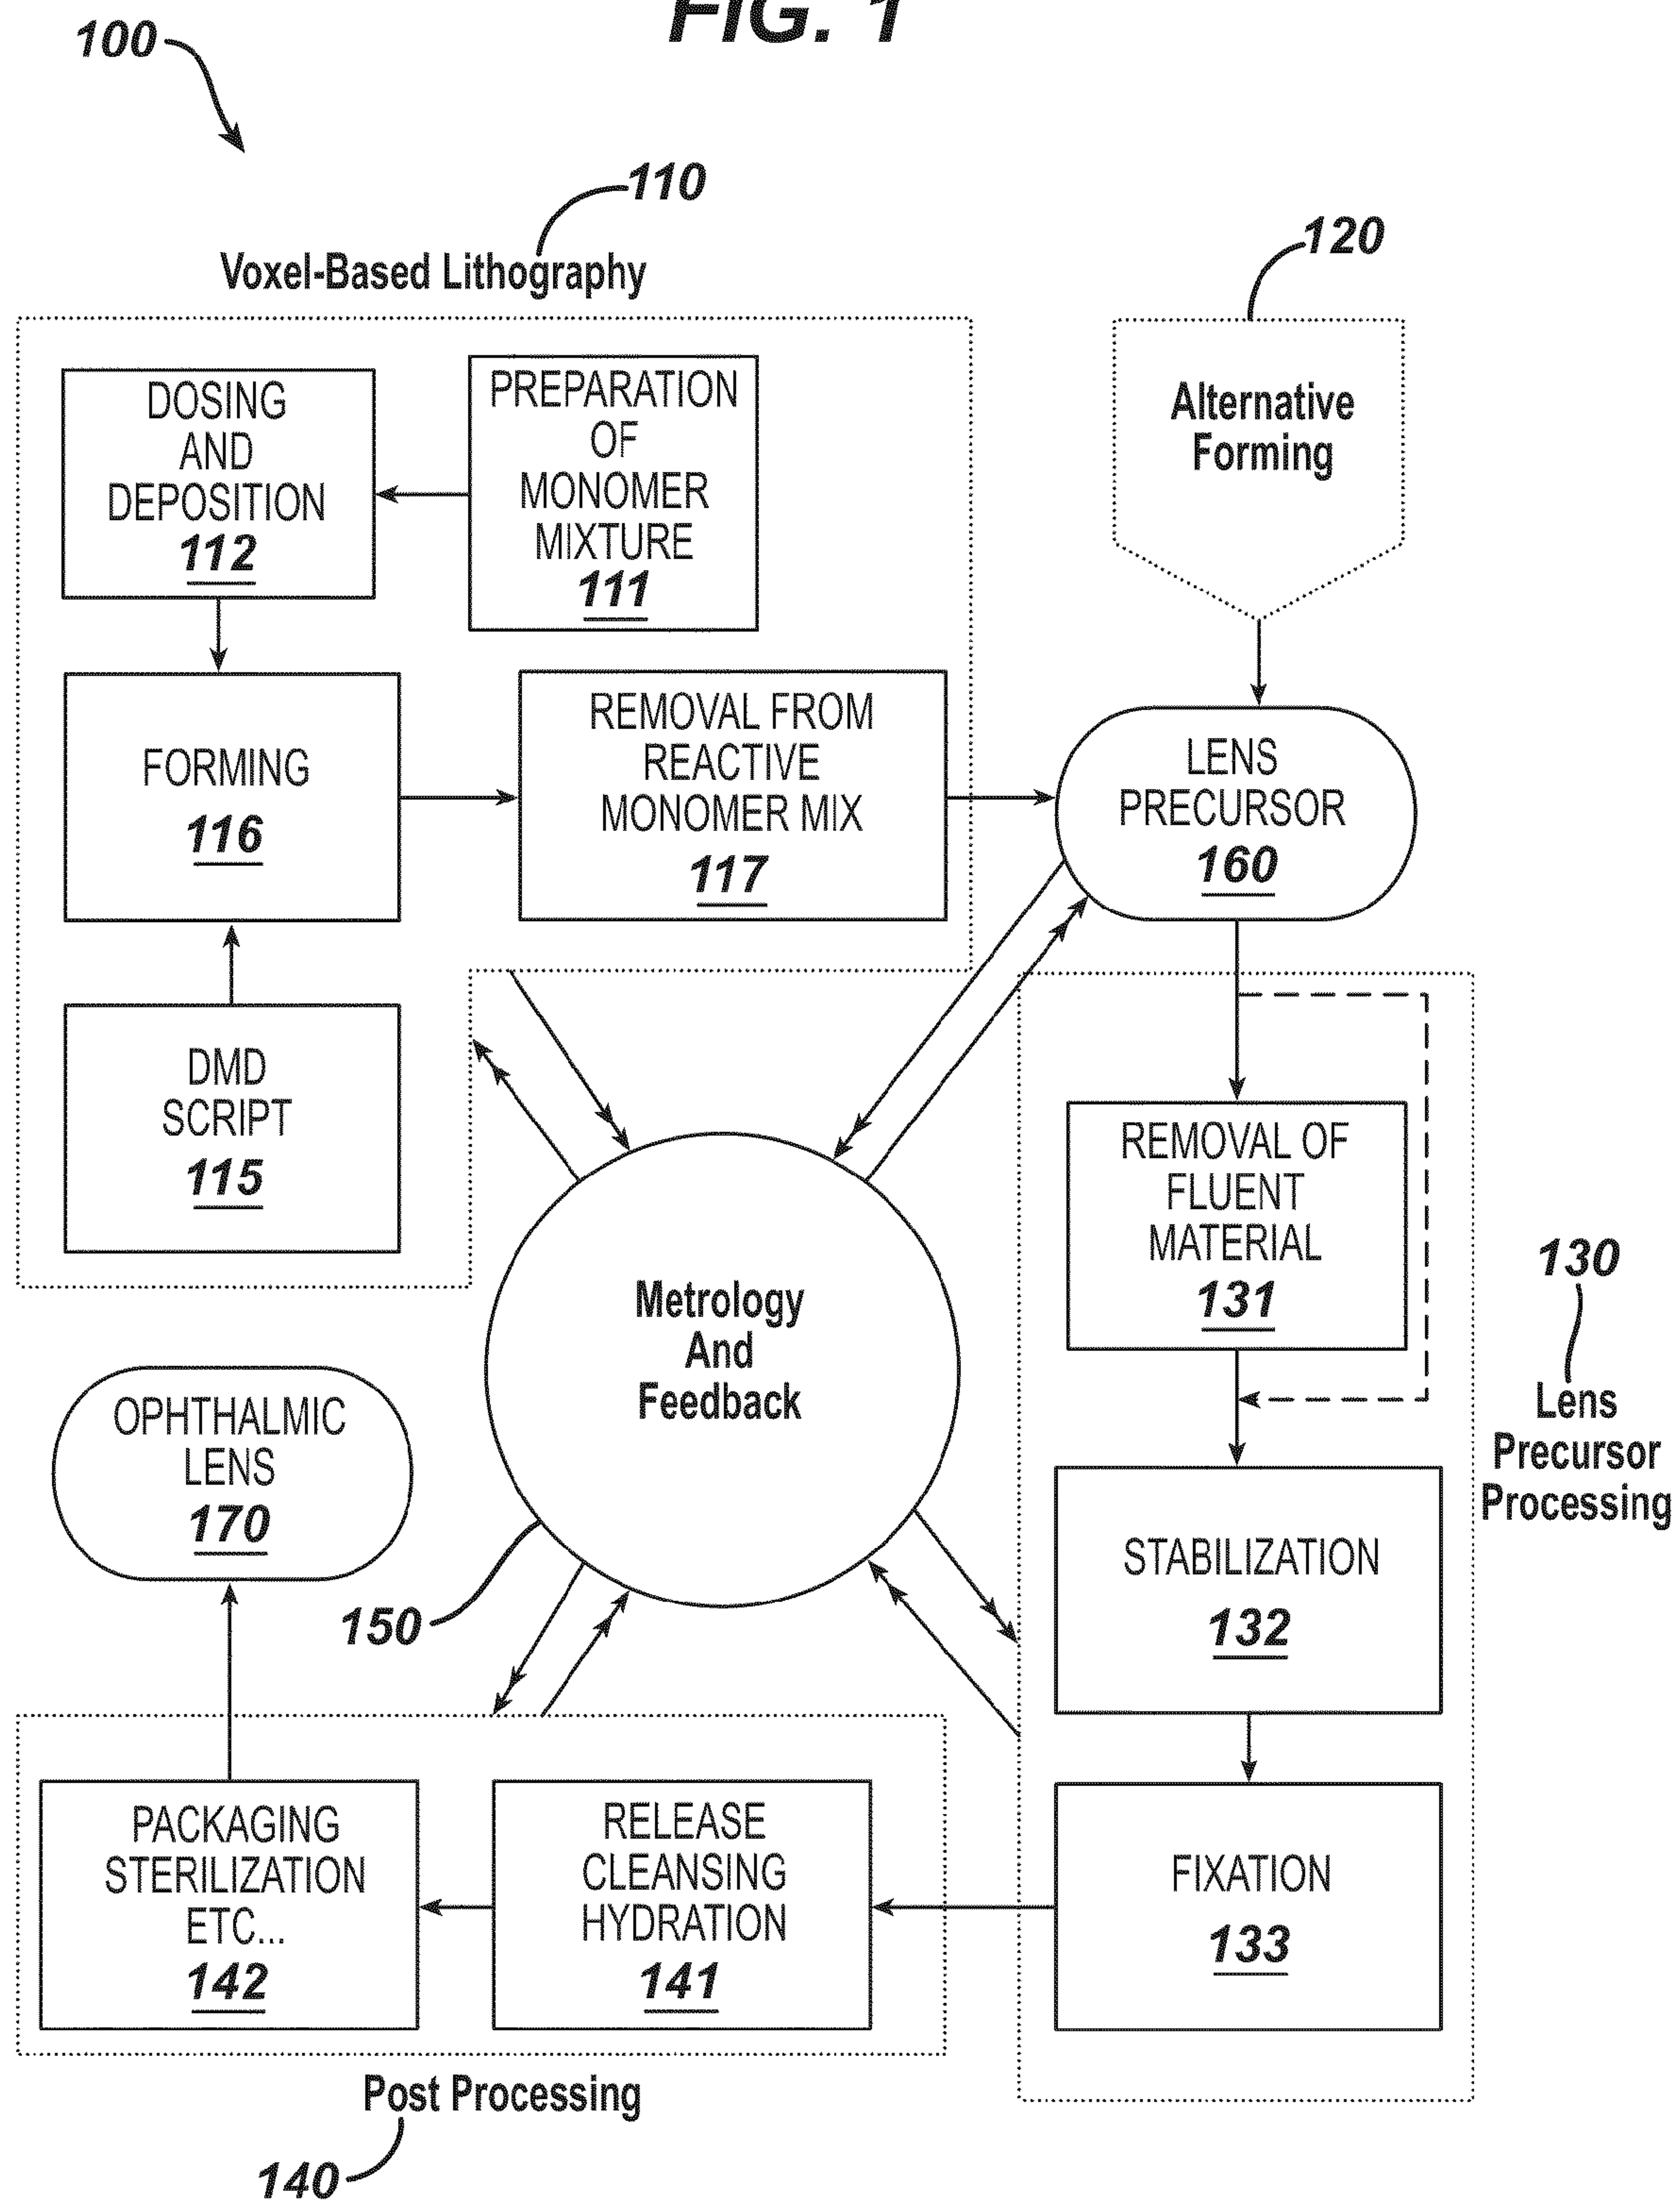 FIG. 1
100
110
Voxel-Based Lithography
120
Alternative
Forming
DOSING
AND
DEPOSITION
112
PREPARATION
OF
MONOMER
MIXTURE
111
FORMING
116
REMOVAL FROM
REACTIVE
MONOMER MIX
117
LENS
PRECURSOR
160
DMD
SCRIPT
115
REMOVAL OF
FLUENT
MATERIAL
131
130
Lens
Precursor
Processing
Metrology
And
Feedback
150
OPHTHALMIC
LENS
170
STABILIZATION
132
FIXATION
133
PACKAGING
STERILIZATION
ETC...
142
RELEASE
CLEANSING
HYDRATION
141
Post Processing
140